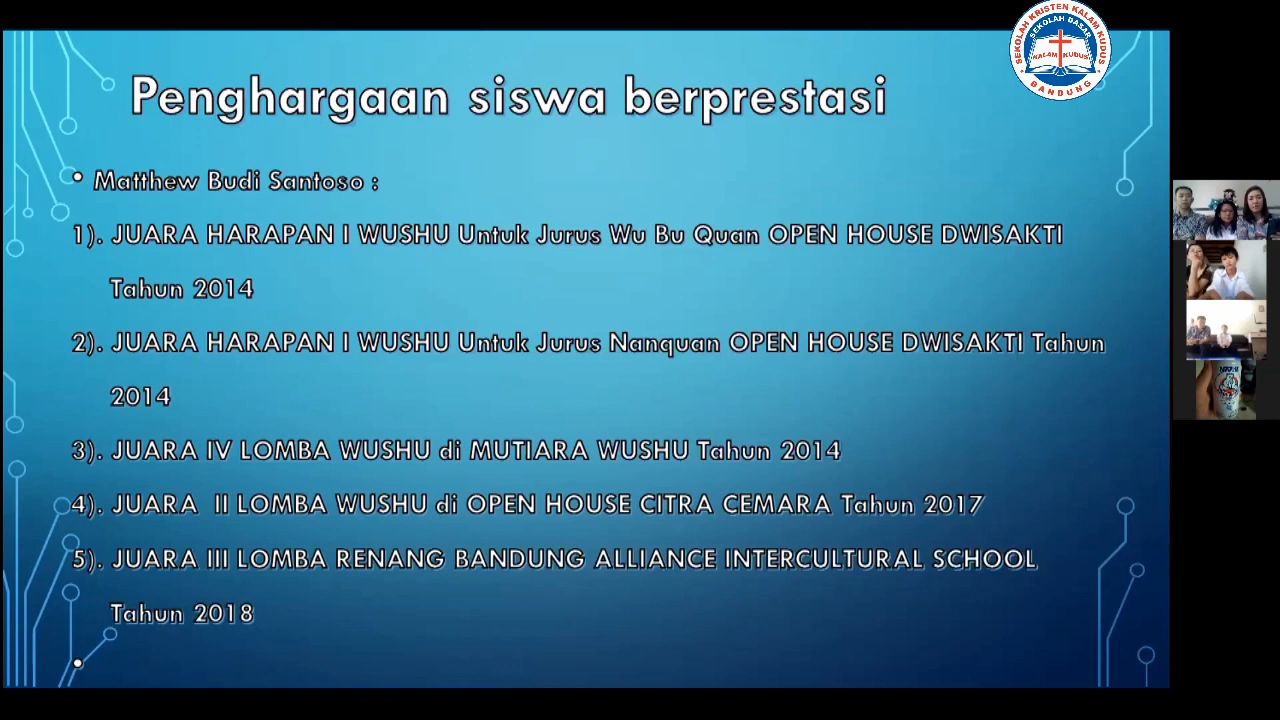 SEKOLAH KRISTEN KALAM KUDUS
SEKOLAH DASAR
KALAM KUDUS
BANDUNG
Penghargaan siswa berprestasi
• Matthew Budi Santoso :
1). JUARA HARAPAN I WUSHU Untuk Jurus Wu Bu Quan OPEN HOUSE DWISAKTI
Tahun 2014
2). JUARA HARAPAN I WUSHU Untuk Jurus Nanquan OPEN HOUSE DWISAKTI Tahun
2014
3). JUARA IV LOMBA WUSHU di MUTIARA WUSHU Tahun 2014
4). JUARA  II LOMBA WUSHU di OPEN HOUSE CITRA CEMARA Tahun 2017
5). JUARA III LOMBA RENANG BANDUNG ALLIANCE INTERCULTURAL SCHOOL
Tahun 2018
•